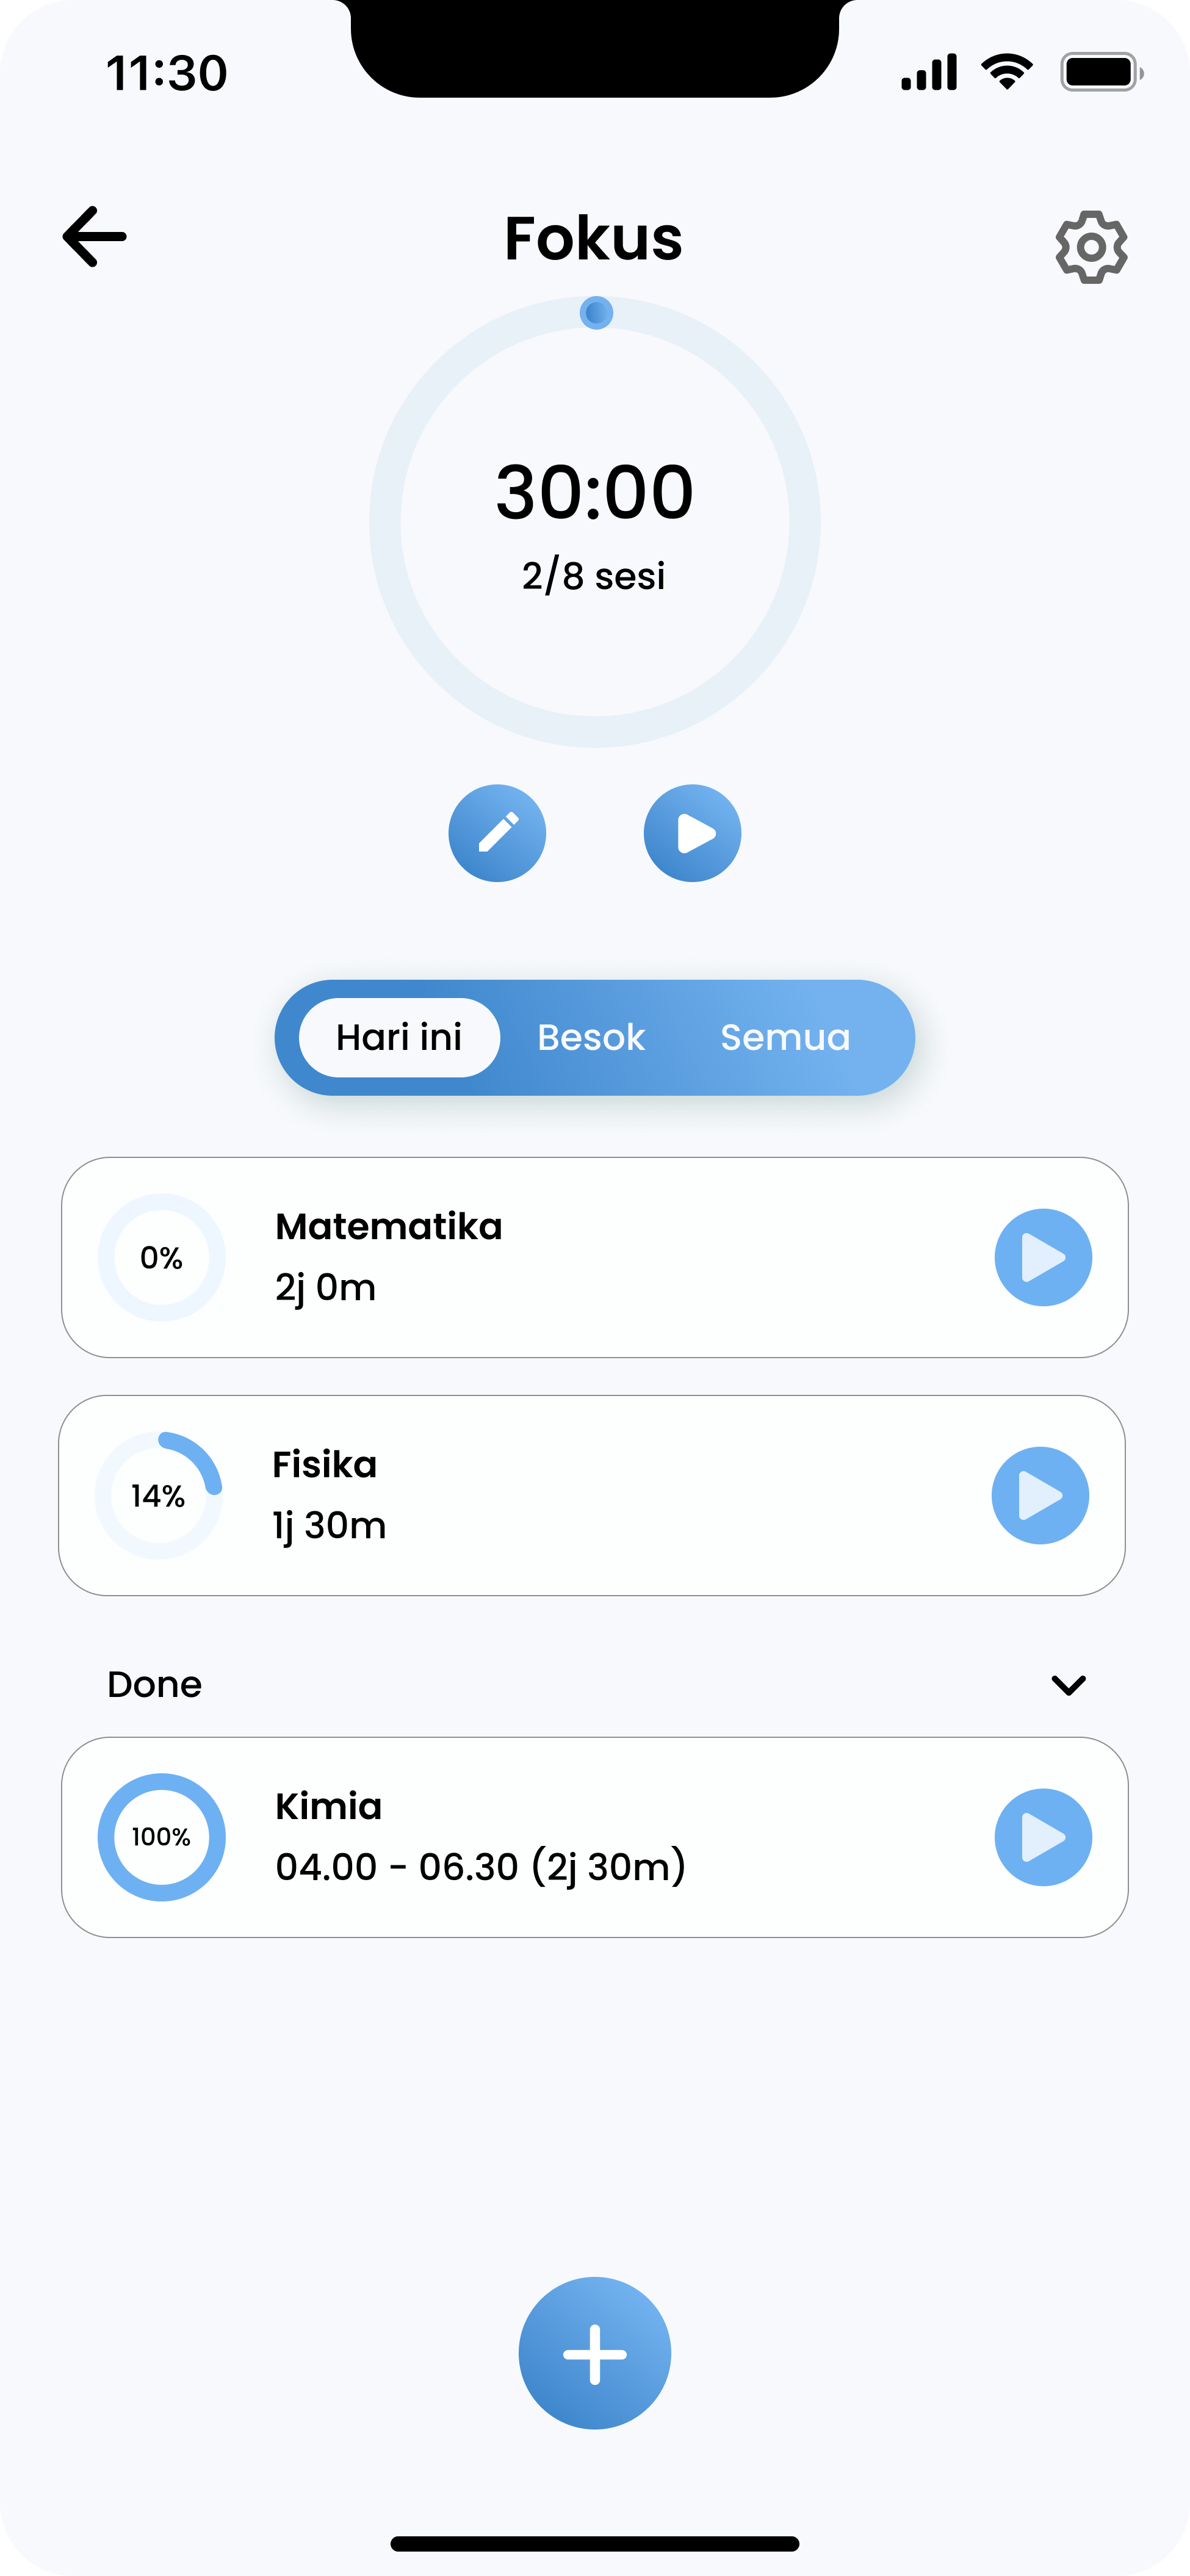 11:30
Fokus
30:00
2/8 sesi
Hari ini Besok Semua
0%
Matematika
2j 0m
14%
Fisika
1j 30m
Done
100%
Kimia
04.00 - 06.30 (2j 30m)